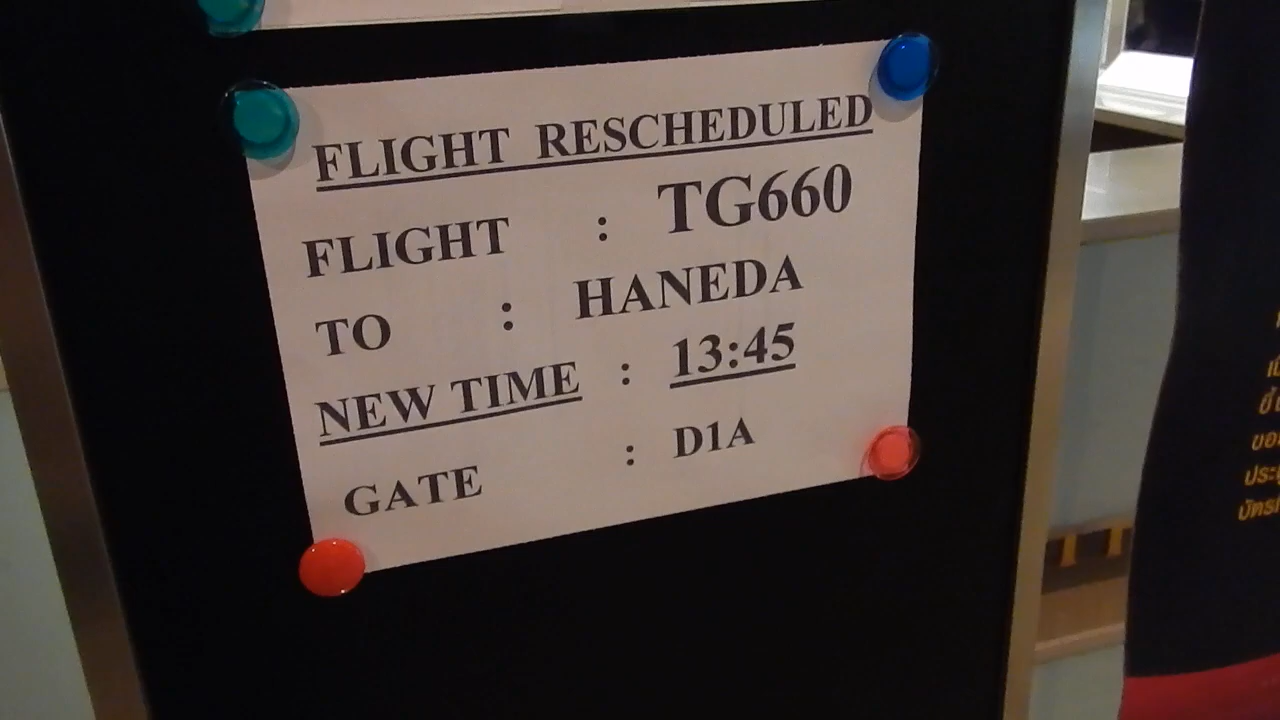 FLIGHT RESCHEDULED
FLIGHT : TG660
TO : HANEDA
NEW TIME : 13:45
GATE : D1A